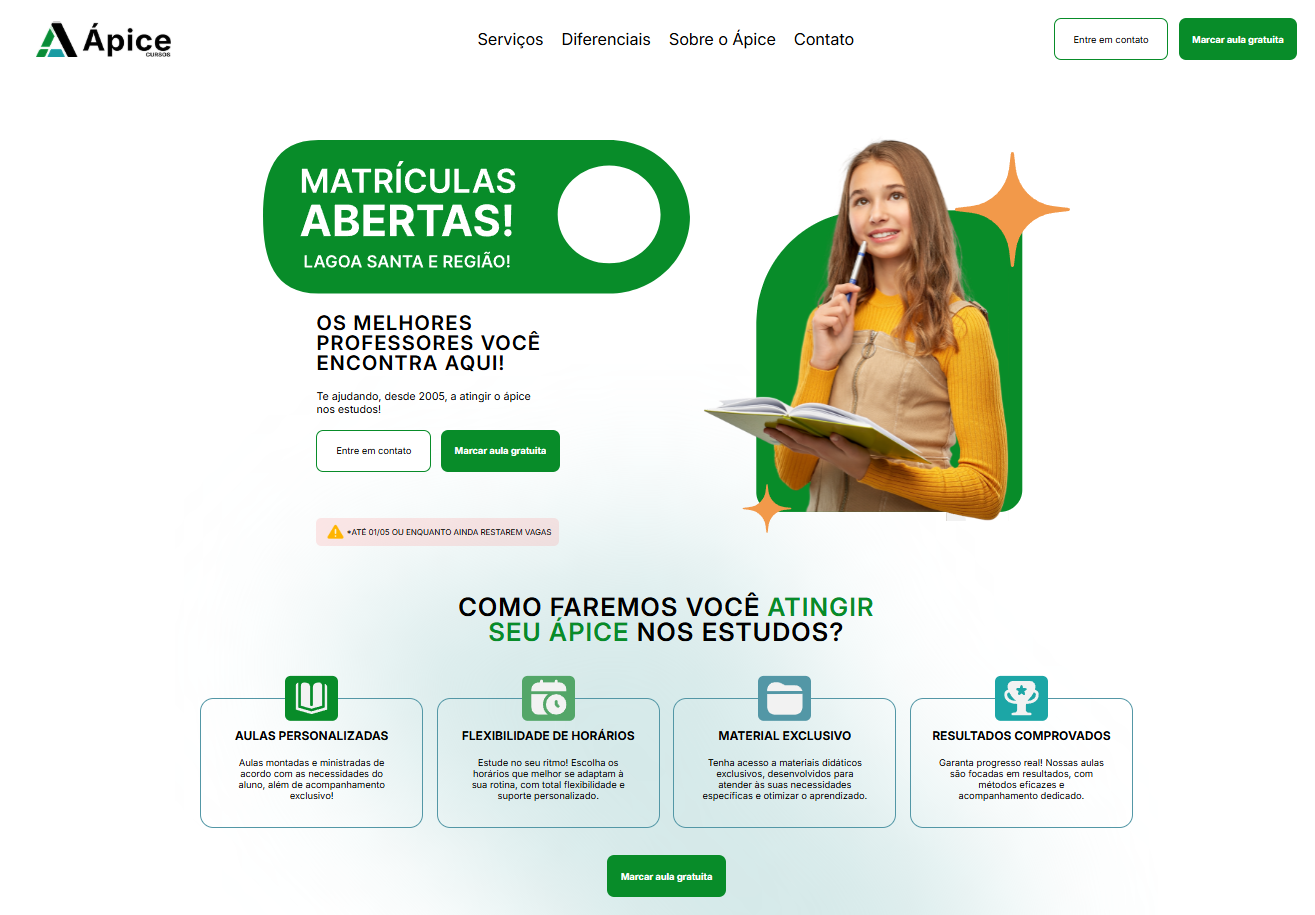 Ápice
CURSOS
Serviços Diferenciais Sobre o Ápice Contato
Entre em contato
Marcar aula gratuita
MATRÍCULAS
ABERTAS!
LAGOA SANTA E REGIÃO!
OS MELHORES
PROFESSORES VOCÊ
ENCONTRA AQUI!
Te ajudando, desde 2005, a atingir o ápice
nos estudos!
Entre em contato
Marcar aula gratuita
*ATÉ 01/05 OU ENQUANTO AINDA RESTAREM VAGAS
COMO FAREMOS VOCÊ ATINGIR
SEU ÁPICE NOS ESTUDOS?
AULAS PERSONALIZADAS
Aulas montadas e ministradas de
acordo com as necessidades do
aluno, além de acompanhamento
exclusivo!
FLEXIBILIDADE DE HORÁRIOS
Estude no seu ritmo! Escolha os
horários que melhor se adaptam à
sua rotina, com total flexibilidade e
suporte personalizado.
MATERIAL EXCLUSIVO
Tenha acesso a materiais didáticos
exclusivos, desenvolvidos para
atender às suas necessidades
específicas e otimizar o aprendizado.
RESULTADOS COMPROVADOS
Garanta progresso real! Nossas aulas
são focadas em resultados, com
métodos eficazes e
acompanhamento dedicado.
Marcar aula gratuita